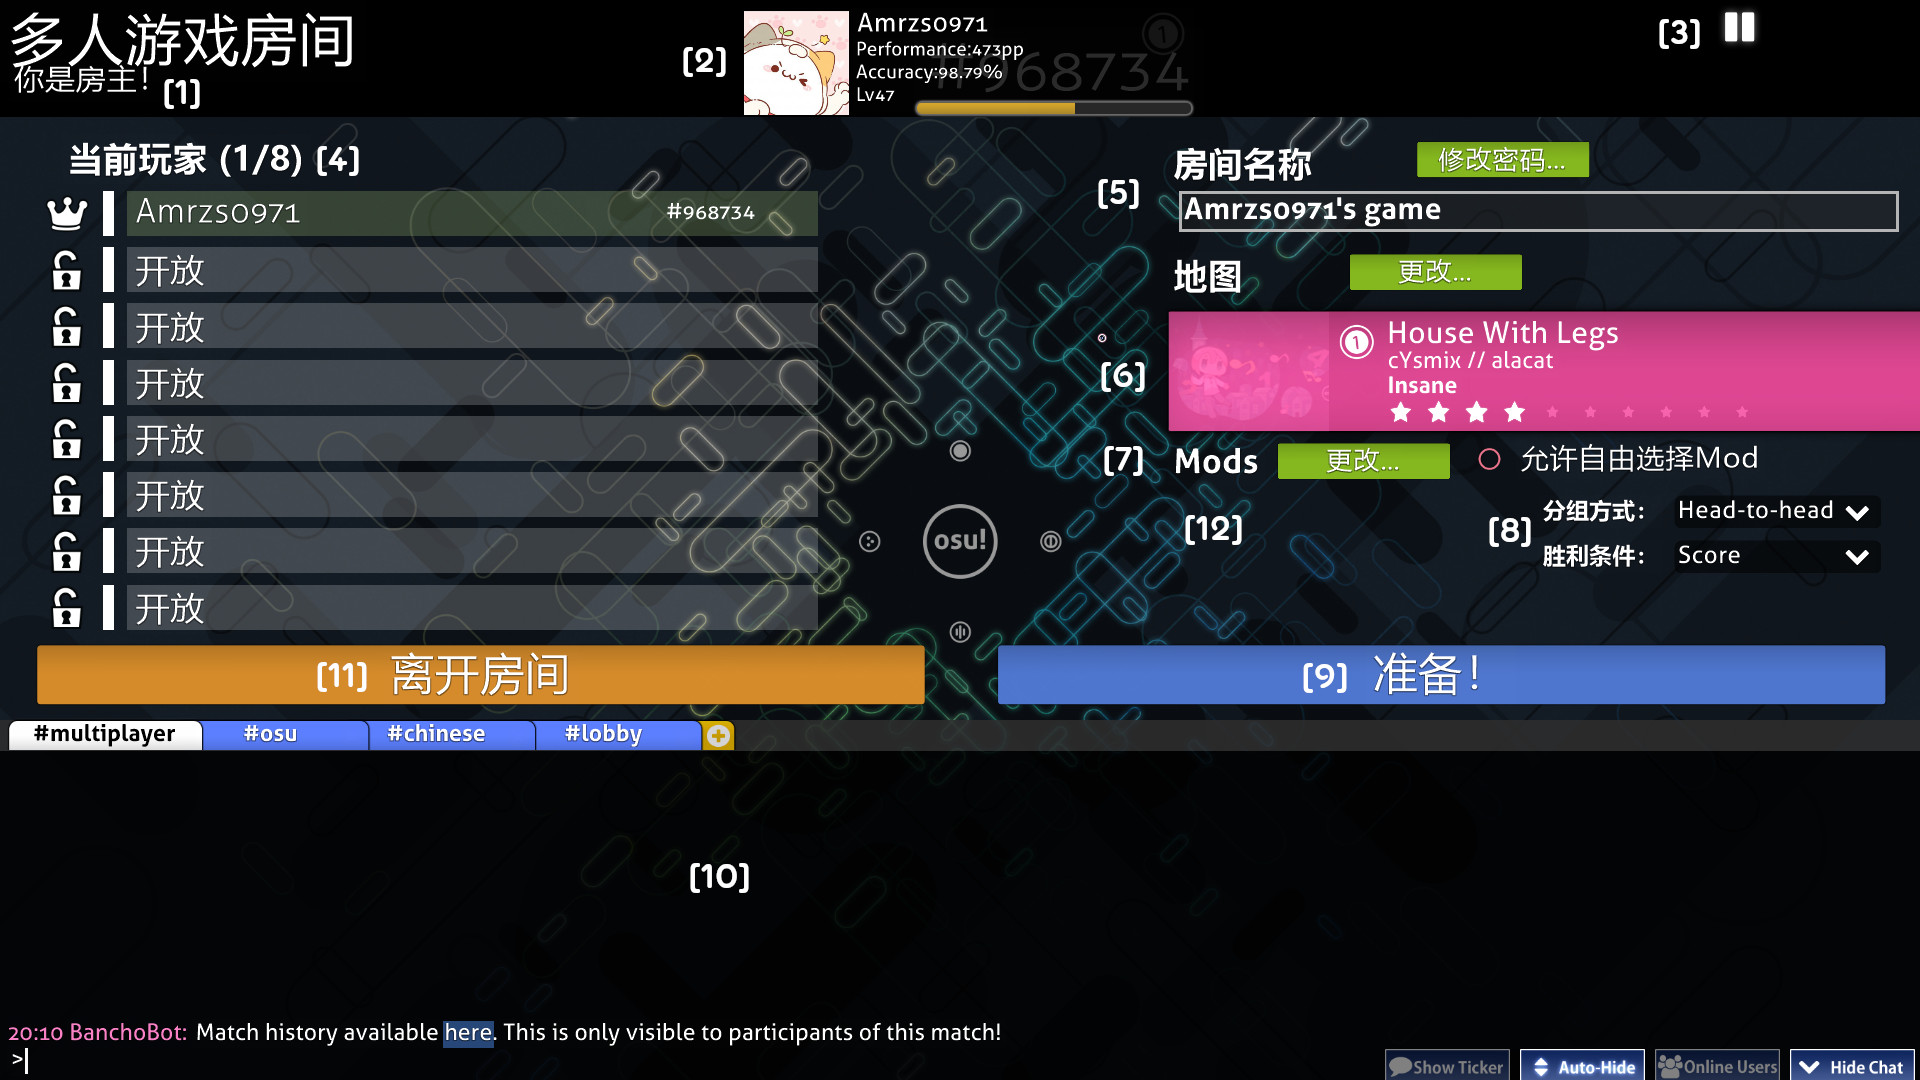 多人游戏房间
你是房主！
[1]
[2]
Amrzs0971
Performance:473pp
Accuracy:98.79%
Lv47
#968734
1
[3]
当前玩家 (1/8) [4]
Amrzs0971 #968734
开放
开放
开放
开放
开放
开放
开放
[5]
房间名称 修改密码...
Amrzs0971's game
地图 更改...
[6]
1 House With Legs
cYsmix // alacat
Insane
[7] Mods 更改... 允许自由选择Mod
[12]
[8]
分组方式： Head-to-head
胜利条件： Score
osu!
[11] 离开房间
[9] 准备！
#multiplayer #osu #chinese #lobby
[10]
20:10 BanchoBot: Match history available here. This is only visible to participants of this match!
>
Show Ticker Auto-Hide Online Users Hide Chat